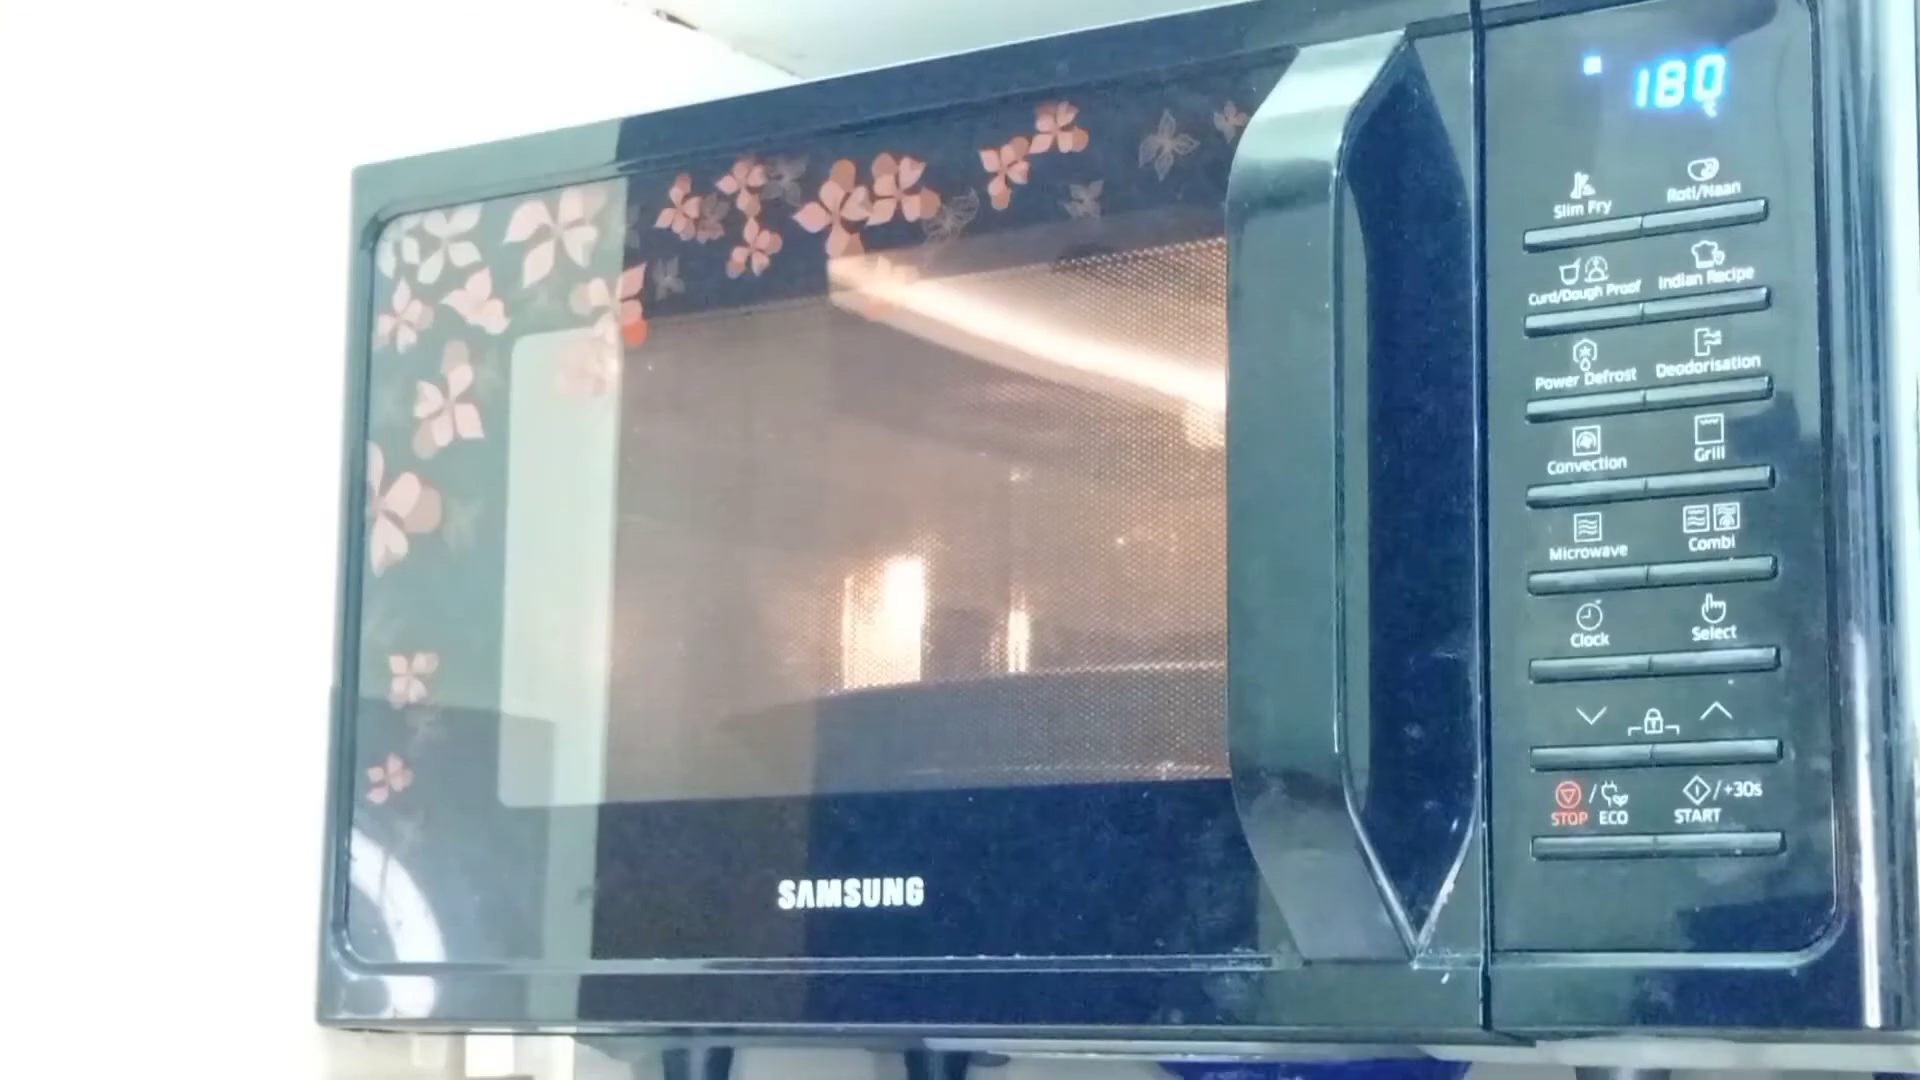 180
°C
Slim Fry
Roti/Naan
Curd/Dough Proof
Indian Recipe
Power Defrost
Deodorisation
Convection
Grill
Microwave
Combi
Clock
Select
STOP / ECO
/+30s
START
SAMSUNG